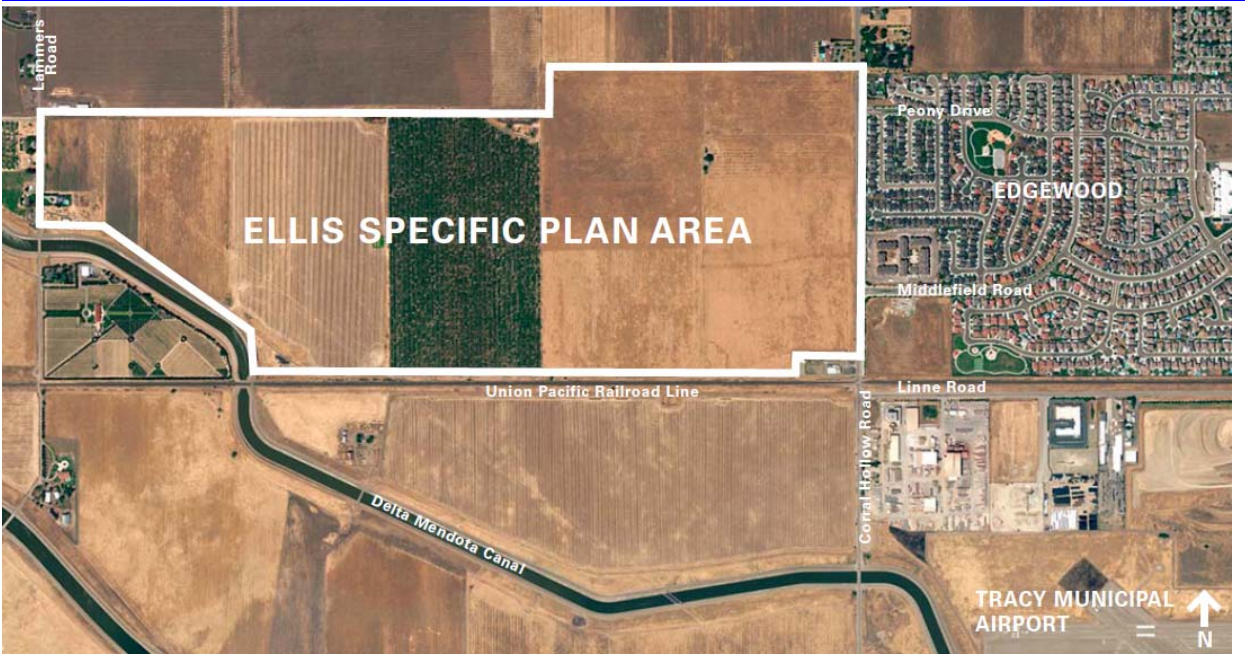 Lammers
Road
Peony Drive
EDGEWOOD
ELLIS SPECIFIC PLAN AREA
Middlefield Road
Union Pacific Railroad Line
Linne Road
Corral Hollow Road
Delta Mendota Canal
TRACY MUNICIPAL
AIRPORT
N